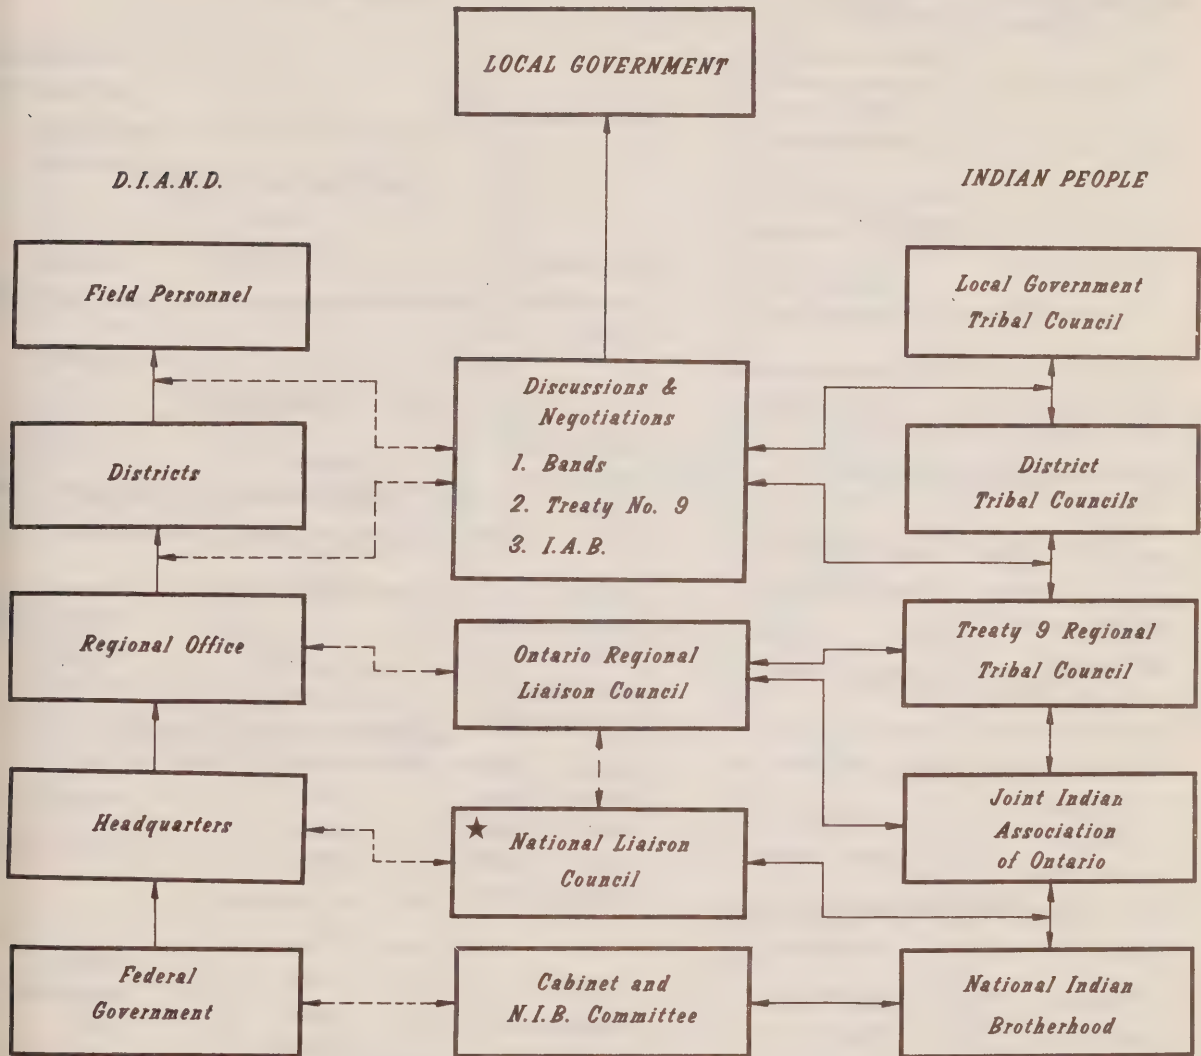 LOCAL GOVERNMENT
D.I.A.N.D.
INDIAN PEOPLE
Field Personnel
Local Government
Tribal Council
Discussions &
Negotiations
1. Bands
2. Treaty No. 9
3. I.A.B.
Districts
District
Tribal Councils
Regional Office
Ontario Regional
Liaison Council
Treaty 9 Regional
Tribal Council
Headquarters
★ National Liaison
Council
Joint Indian
Association
of Ontario
Federal
Government
Cabinet and
N.I.B. Committee
National Indian
Brotherhood